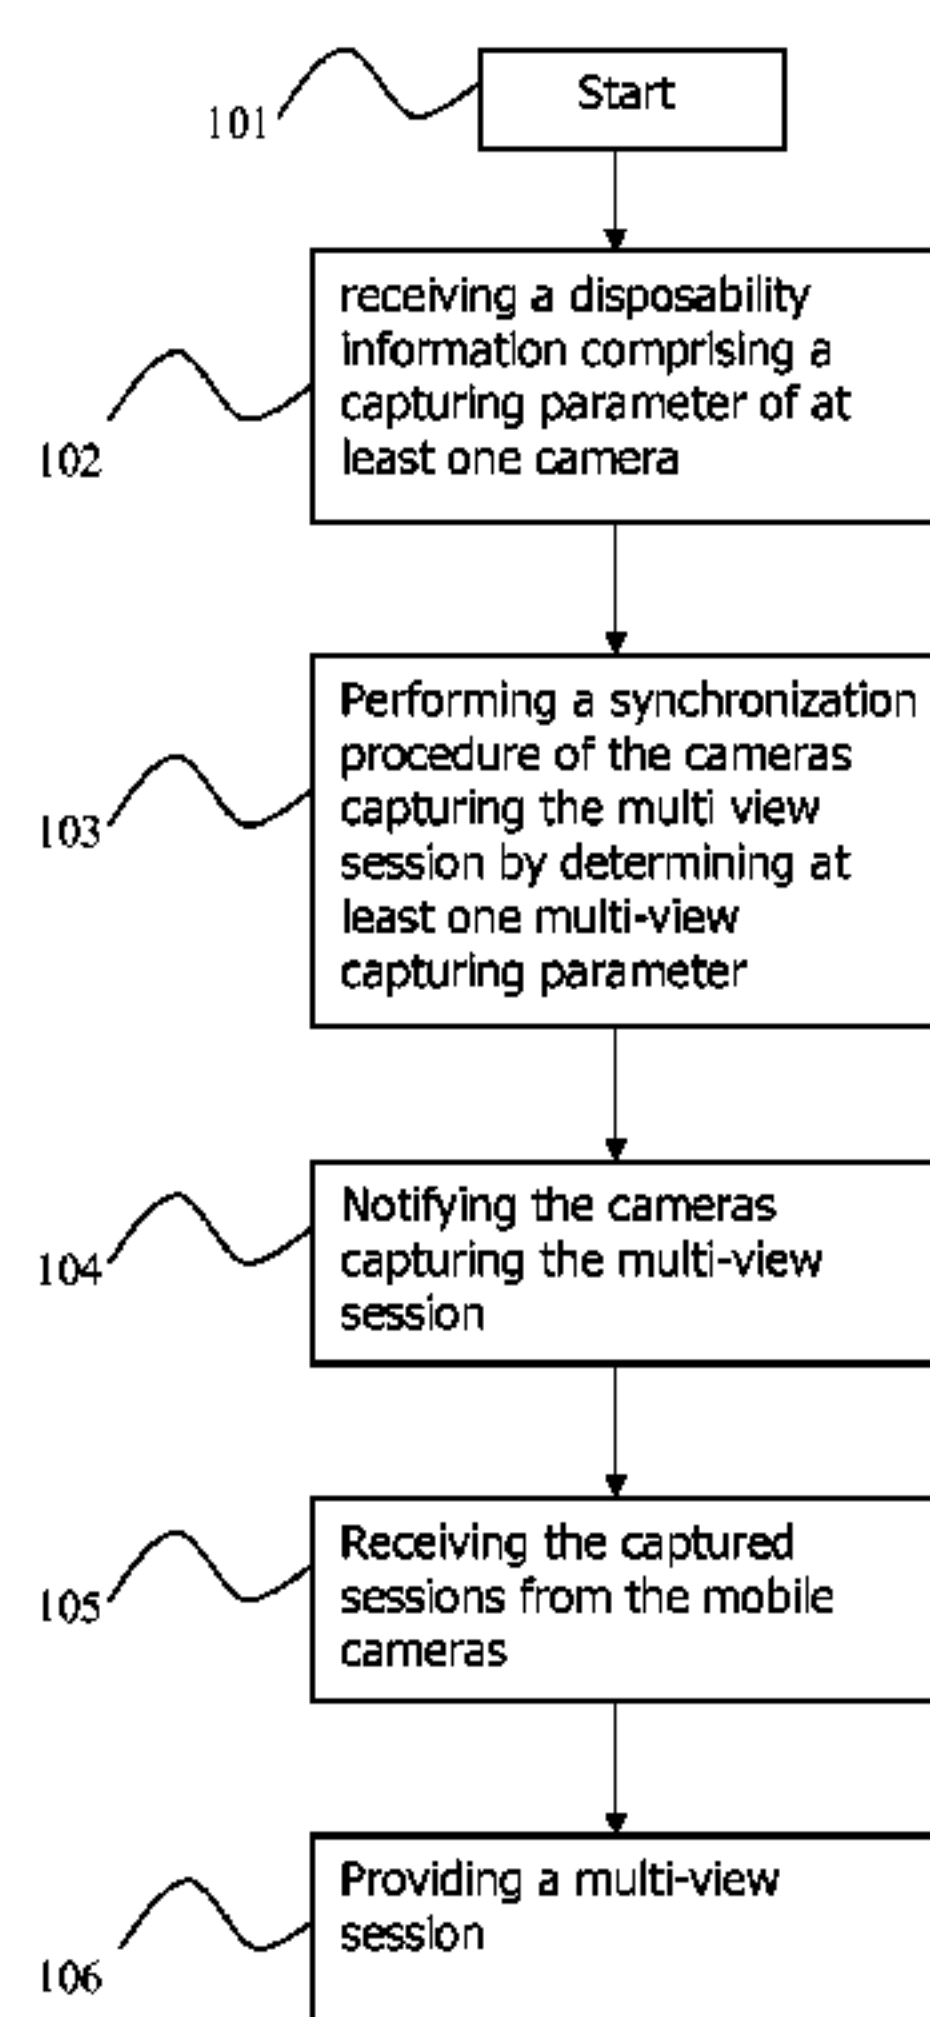 Start
101
receiving a disposability
information comprising a
capturing parameter of at
least one camera
102
Performing a synchronization
procedure of the cameras
capturing the multi view
session by determining at
least one multi-view
capturing parameter
103
Notifying the cameras
capturing the multi-view
session
104
Receiving the captured
sessions from the mobile
cameras
105
Providing a multi-view
session
106